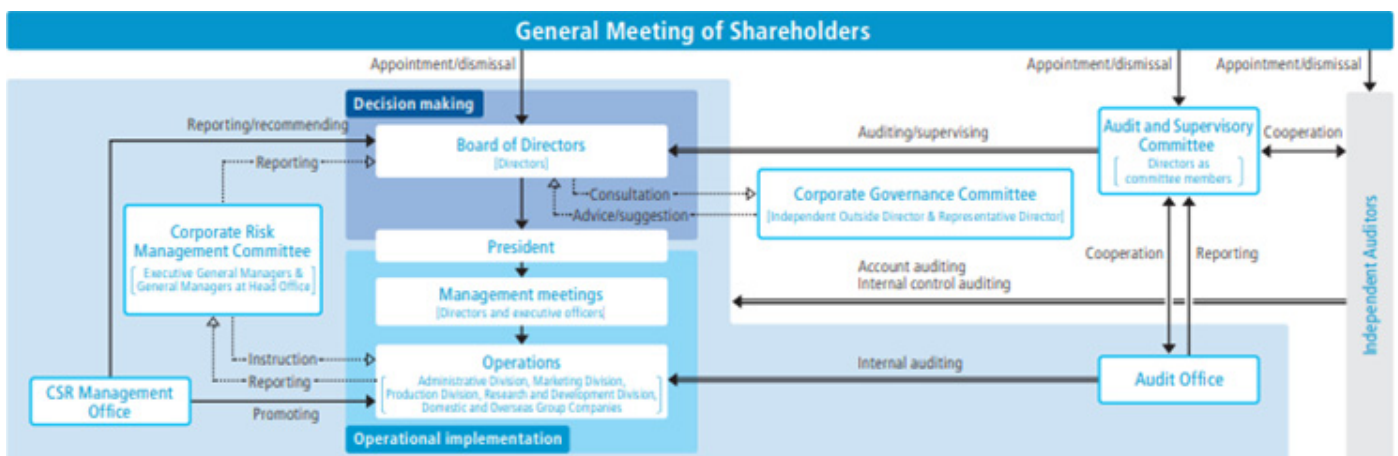 General Meeting of Shareholders
Appointment/dismissal
Appointment/dismissal
Appointment/dismissal
Decision making
Reporting/recommending
Board of Directors
[Directors]
Auditing/supervising
Audit and Supervisory
Committee
Directors as
committee members
Cooperation
Reporting
Consultation
Advice/suggestion
Corporate Governance Committee
[Independent Outside Director & Representative Director]
Corporate Risk
Management Committee
Executive General Managers &
General Managers at Head Office
President
Cooperation
Reporting
Account auditing
Internal control auditing
Management meetings
[Directors and executive officers]
Independent Auditors
Instruction
Reporting
Operations
Administrative Division, Marketing Division,
Production Division, Research and Development Division,
Domestic and Overseas Group Companies
Internal auditing
Audit Office
CSR Management
Office
Promoting
Operational implementation